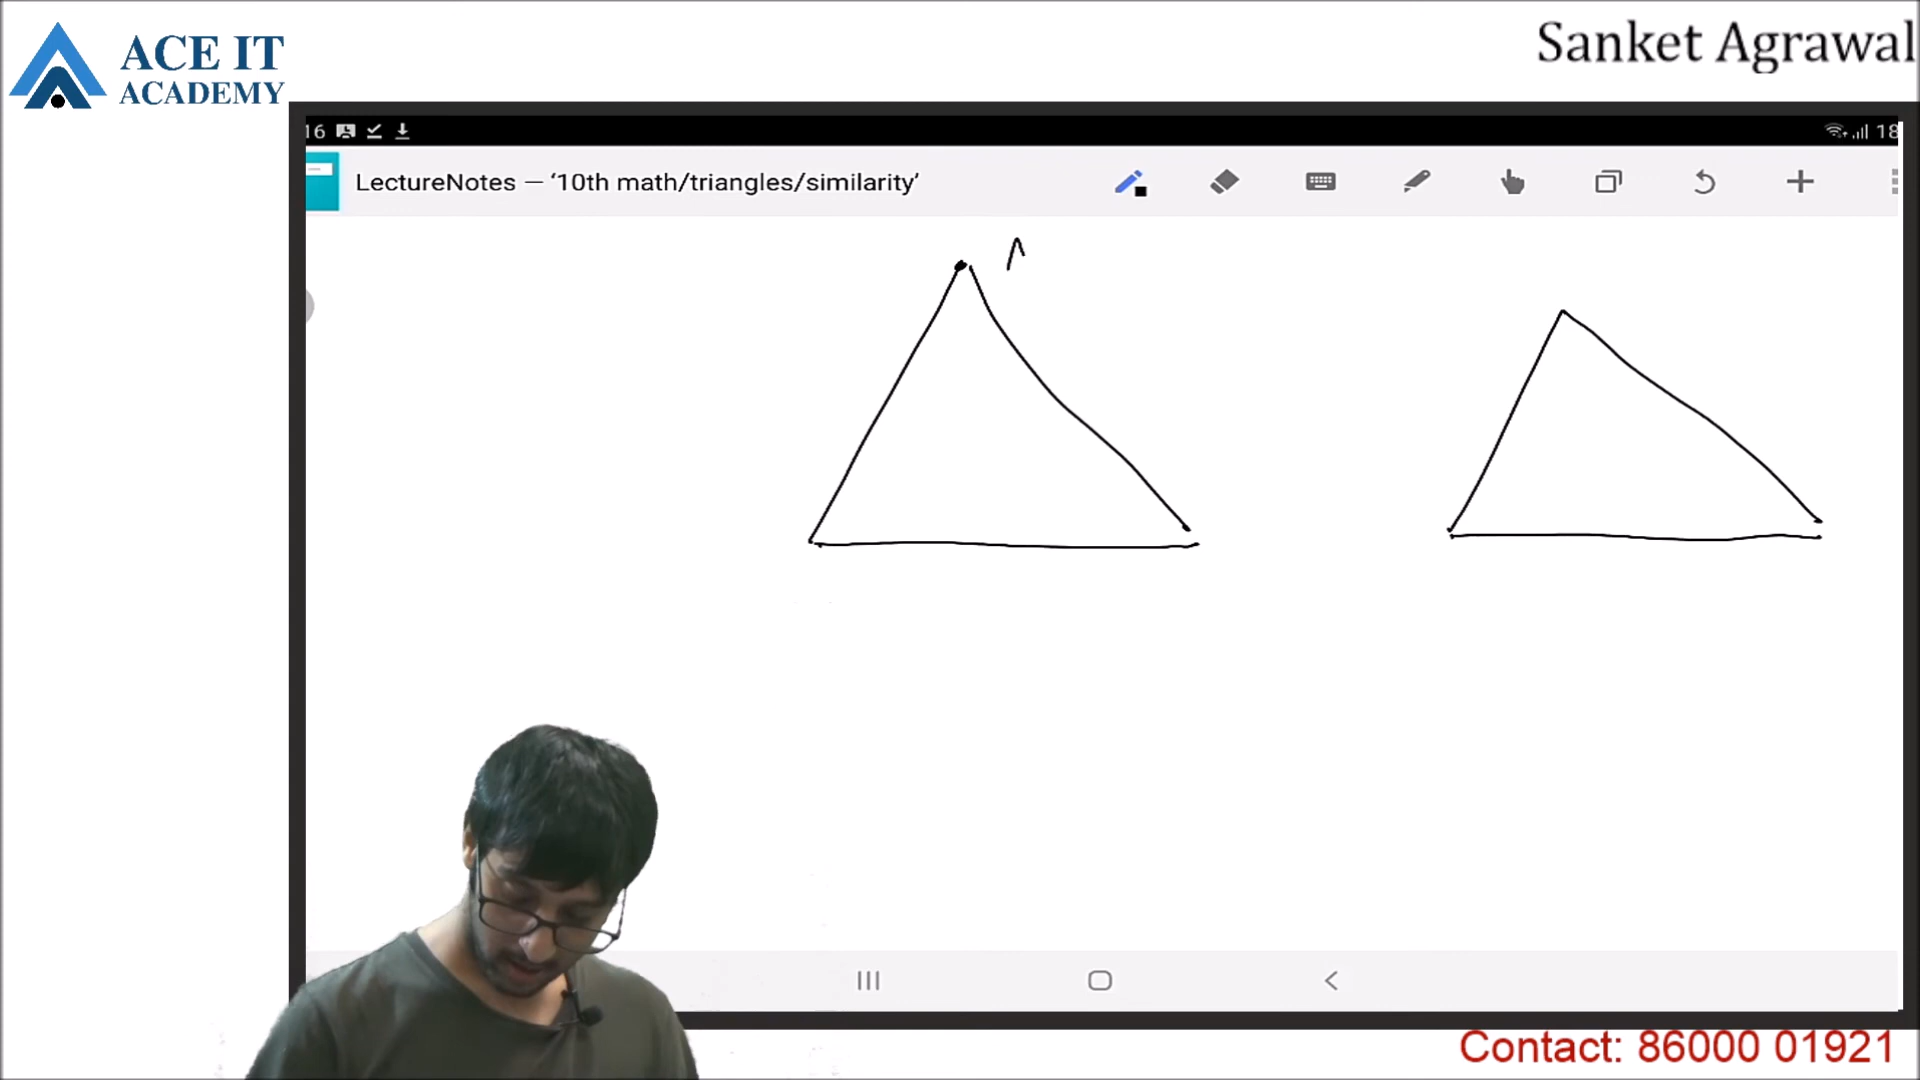 ACE IT
ACADEMY
Sanket Agrawal
16
18
LectureNotes – ‘10th math/triangles/similarity’
Contact: 86000 01921